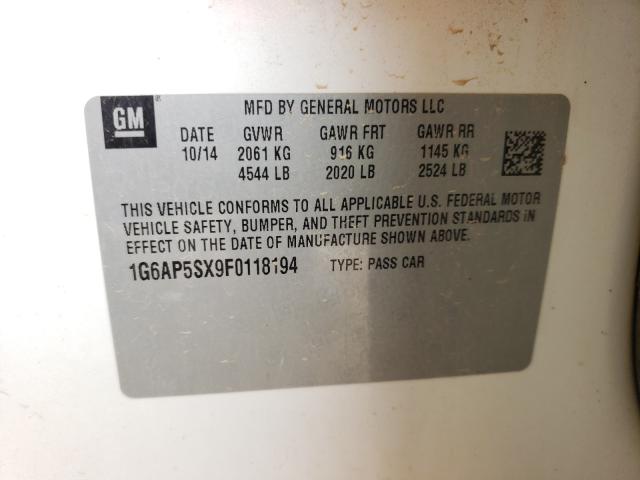 GM
MFD BY GENERAL MOTORS LLC
DATE GVWR GAWR FRT GAWR RR
10/14 2061 KG 916 KG 1145 KG
4544 LB 2020 LB 2524 LB
THIS VEHICLE CONFORMS TO ALL APPLICABLE U.S. FEDERAL MOTOR
VEHICLE SAFETY, BUMPER, AND THEFT PREVENTION STANDARDS IN
EFFECT ON THE DATE OF MANUFACTURE SHOWN ABOVE.
1G6AP5SX9F0118194 TYPE: PASS CAR